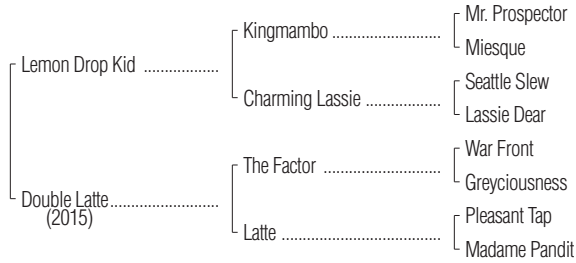 Mr. Prospector
Kingmambo ..................
Miesque
Lemon Drop Kid ..................
Seattle Slew
Charming Lassie ..................
Lassie Dear
War Front
The Factor ..................
Greyciousness
Double Latte..................
(2015)
Pleasant Tap
Latte ..................
Madame Pandit